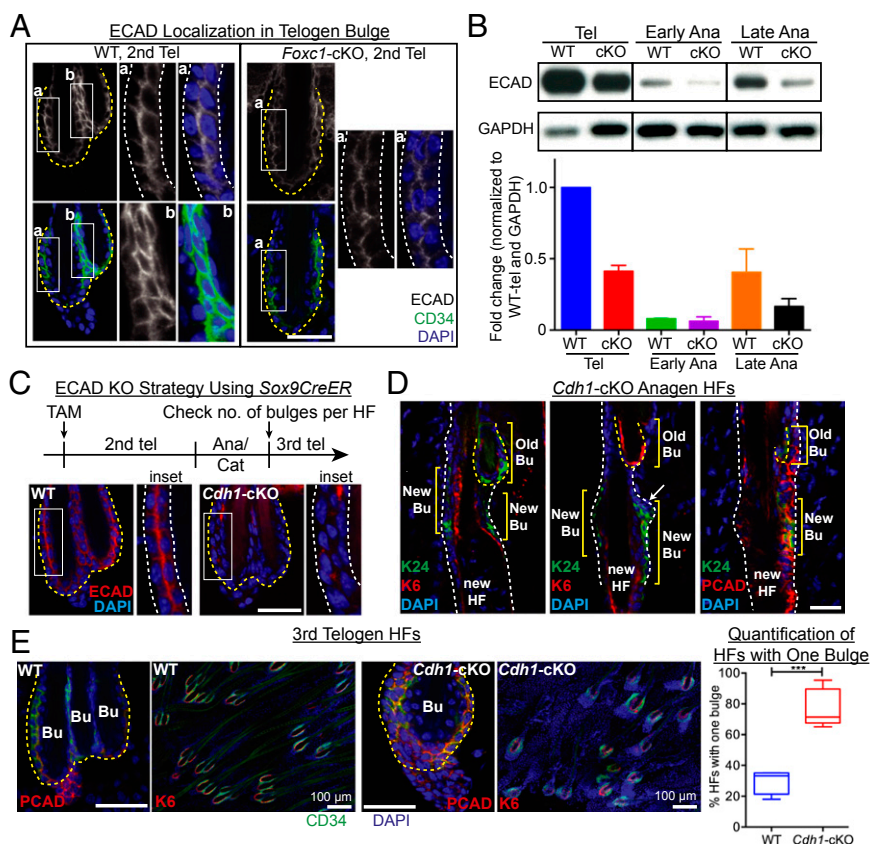 A
ECAD Localization in Telogen Bulge
WT, 2nd Tel
Foxc1-cKO, 2nd Tel
a
b
a
a
a
b
a
b
b
a
a
a
a
ECAD
CD34
DAPI
B
Tel
Early Ana
Late Ana
WT cKO WT cKO WT cKO
ECAD
GAPDH
Fold change (normalized to
WT-tel and GAPDH)
1.0
0.5
0
WT cKO WT cKO WT cKO
Tel
Early Ana
Late Ana
C
ECAD KO Strategy Using Sox9CreER
TAM
Check no. of bulges per HF
2nd tel
Ana/
Cat
3rd tel
WT
inset
Cdh1-cKO
inset
ECAD
DAPI
D
Cdh1-cKO Anagen HFs
Old
Bu
New
Bu
New
Bu
K24
K6
DAPI
new
HF
Old
Bu
New
Bu
New
Bu
K24
K6
DAPI
new
HF
Old
Bu
New
Bu
K24
PCAD
DAPI
new
HF
E
3rd Telogen HFs
WT
Bu
Bu
Bu
PCAD
WT
K6
100 µm
Cdh1-cKO
Bu
PCAD
Cdh1-cKO
K6
100 µm
CD34
DAPI
Quantification of
HFs with One Bulge
% HFs with one bulge
100
80
60
40
20
0
***
WT
Cdh1-cKO